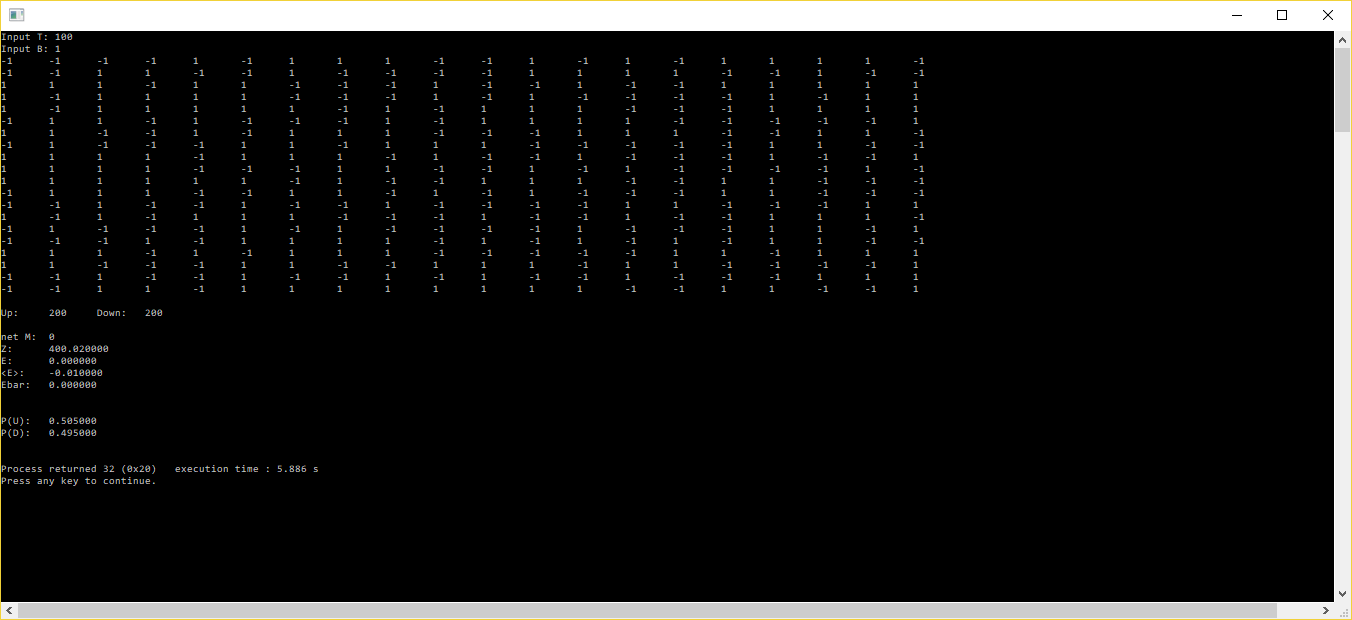 Input T: 100
Input B: 1
-1 -1 -1 -1 1 -1 1 1 1 -1 -1 1 -1 1 -1 1 1 1 1 -1
-1 -1 1 1 -1 -1 1 -1 -1 -1 -1 -1 1 1 1 -1 -1 1 -1 -1
1 1 1 -1 1 1 -1 -1 -1 1 -1 -1 1 -1 -1 1 1 1 1 1
1 -1 1 1 1 1 -1 -1 -1 1 -1 1 -1 -1 -1 -1 1 -1 1 1
1 -1 1 1 1 1 1 -1 1 -1 1 1 1 -1 -1 -1 -1 1 1 1
-1 1 1 -1 1 -1 -1 -1 1 -1 -1 1 1 1 -1 -1 1 -1 -1 1
1 1 -1 -1 1 -1 1 1 1 -1 -1 -1 -1 1 1 -1 -1 1 1 -1
-1 1 -1 -1 -1 1 1 1 -1 1 1 -1 -1 -1 1 -1 1 1 -1 -1
1 1 1 1 -1 1 1 1 -1 1 -1 -1 1 -1 -1 -1 1 -1 -1 1
1 1 1 1 -1 -1 -1 1 1 -1 -1 1 -1 1 -1 -1 -1 -1 1 -1
1 1 1 1 1 1 -1 1 -1 -1 1 1 -1 -1 -1 1 1 -1 1 -1
-1 1 1 1 -1 -1 1 1 -1 1 -1 -1 -1 -1 -1 1 1 -1 -1 -1
-1 -1 1 -1 -1 1 -1 -1 1 -1 -1 -1 -1 1 1 -1 -1 -1 1 1
1 -1 1 1 1 1 1 -1 -1 -1 1 -1 1 -1 -1 -1 1 1 1 -1
-1 1 -1 -1 -1 1 -1 1 -1 1 1 -1 -1 -1 1 -1 1 1 -1 1
-1 -1 -1 1 -1 1 1 1 1 -1 1 -1 1 -1 1 -1 1 1 -1 -1
1 1 1 -1 1 -1 1 1 1 -1 -1 -1 -1 1 1 1 -1 1 1 1
1 1 -1 -1 -1 1 1 -1 -1 1 1 1 -1 1 1 -1 -1 -1 -1 1
-1 -1 1 -1 -1 1 -1 -1 1 -1 1 -1 -1 1 -1 -1 -1 1 1 1
-1 -1 1 1 -1 1 1 1 1 1 1 1 1 -1 -1 1 1 -1 -1 1
Up: 200 Down: 200
net M: 0
Z: 400.020000
E: 0.000000
<E>: -0.010000
Ebar: 0.000000
P(U): 0.505000
P(D): 0.495000
Process returned 32 (0x20) execution time : 5.886 s
Press any key to continue.